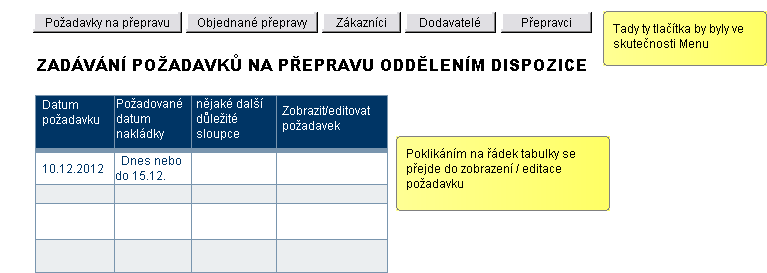 Požadavky na přepravu
Objednané přepravy
Zákazníci
Dodavatelé
Přepravci
Tady ty tlačítka by byly ve
skutečnosti Menu
ZADÁVÁNÍ POŽADAVKŮ NA PŘEPRAVU ODDĚLENÍM DISPOZICE
Datum
požadavku
Požadované
datum
nakládky
nějaké další
důležité
sloupce
Zobrazit/editovat
požadavek
10.12.2012
Dnes nebo
do 15.12.
Poklikáním na řádek tabulky se
přejde do zobrazení / editace
požadavku